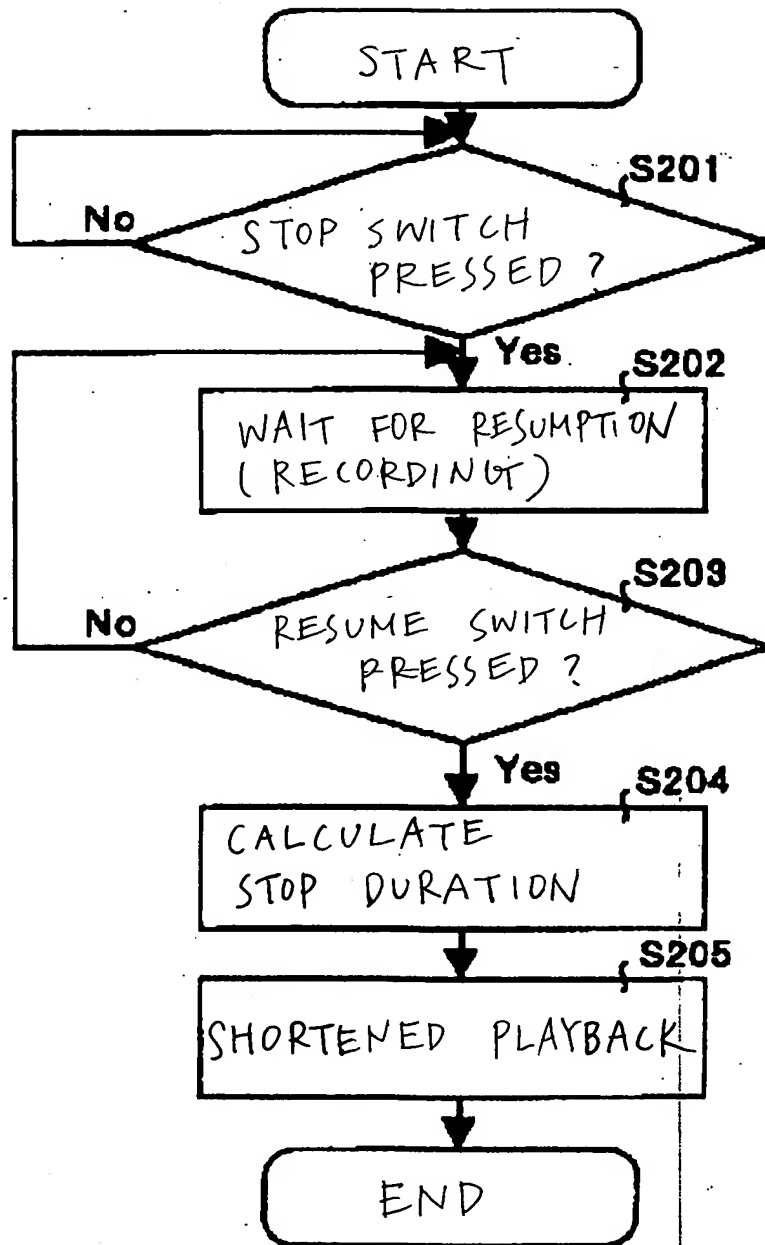 START
S201
No
STOP SWITCH
PRESSED?
Yes
S202
WAIT FOR RESUMPTION
(RECORDING)
S203
No
RESUME SWITCH
PRESSED?
Yes
S204
CALCULATE
STOP DURATION
S205
SHORTENED PLAYBACK
END